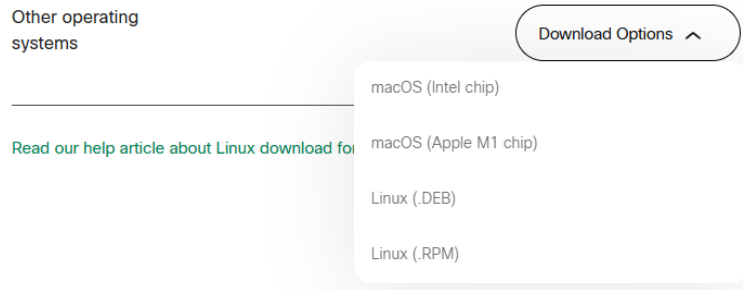 Other operating
systems
Download Options
macOS (Intel chip)
macOS (Apple M1 chip)
Read our help article about Linux download
Linux (.DEB)
Linux (.RPM)